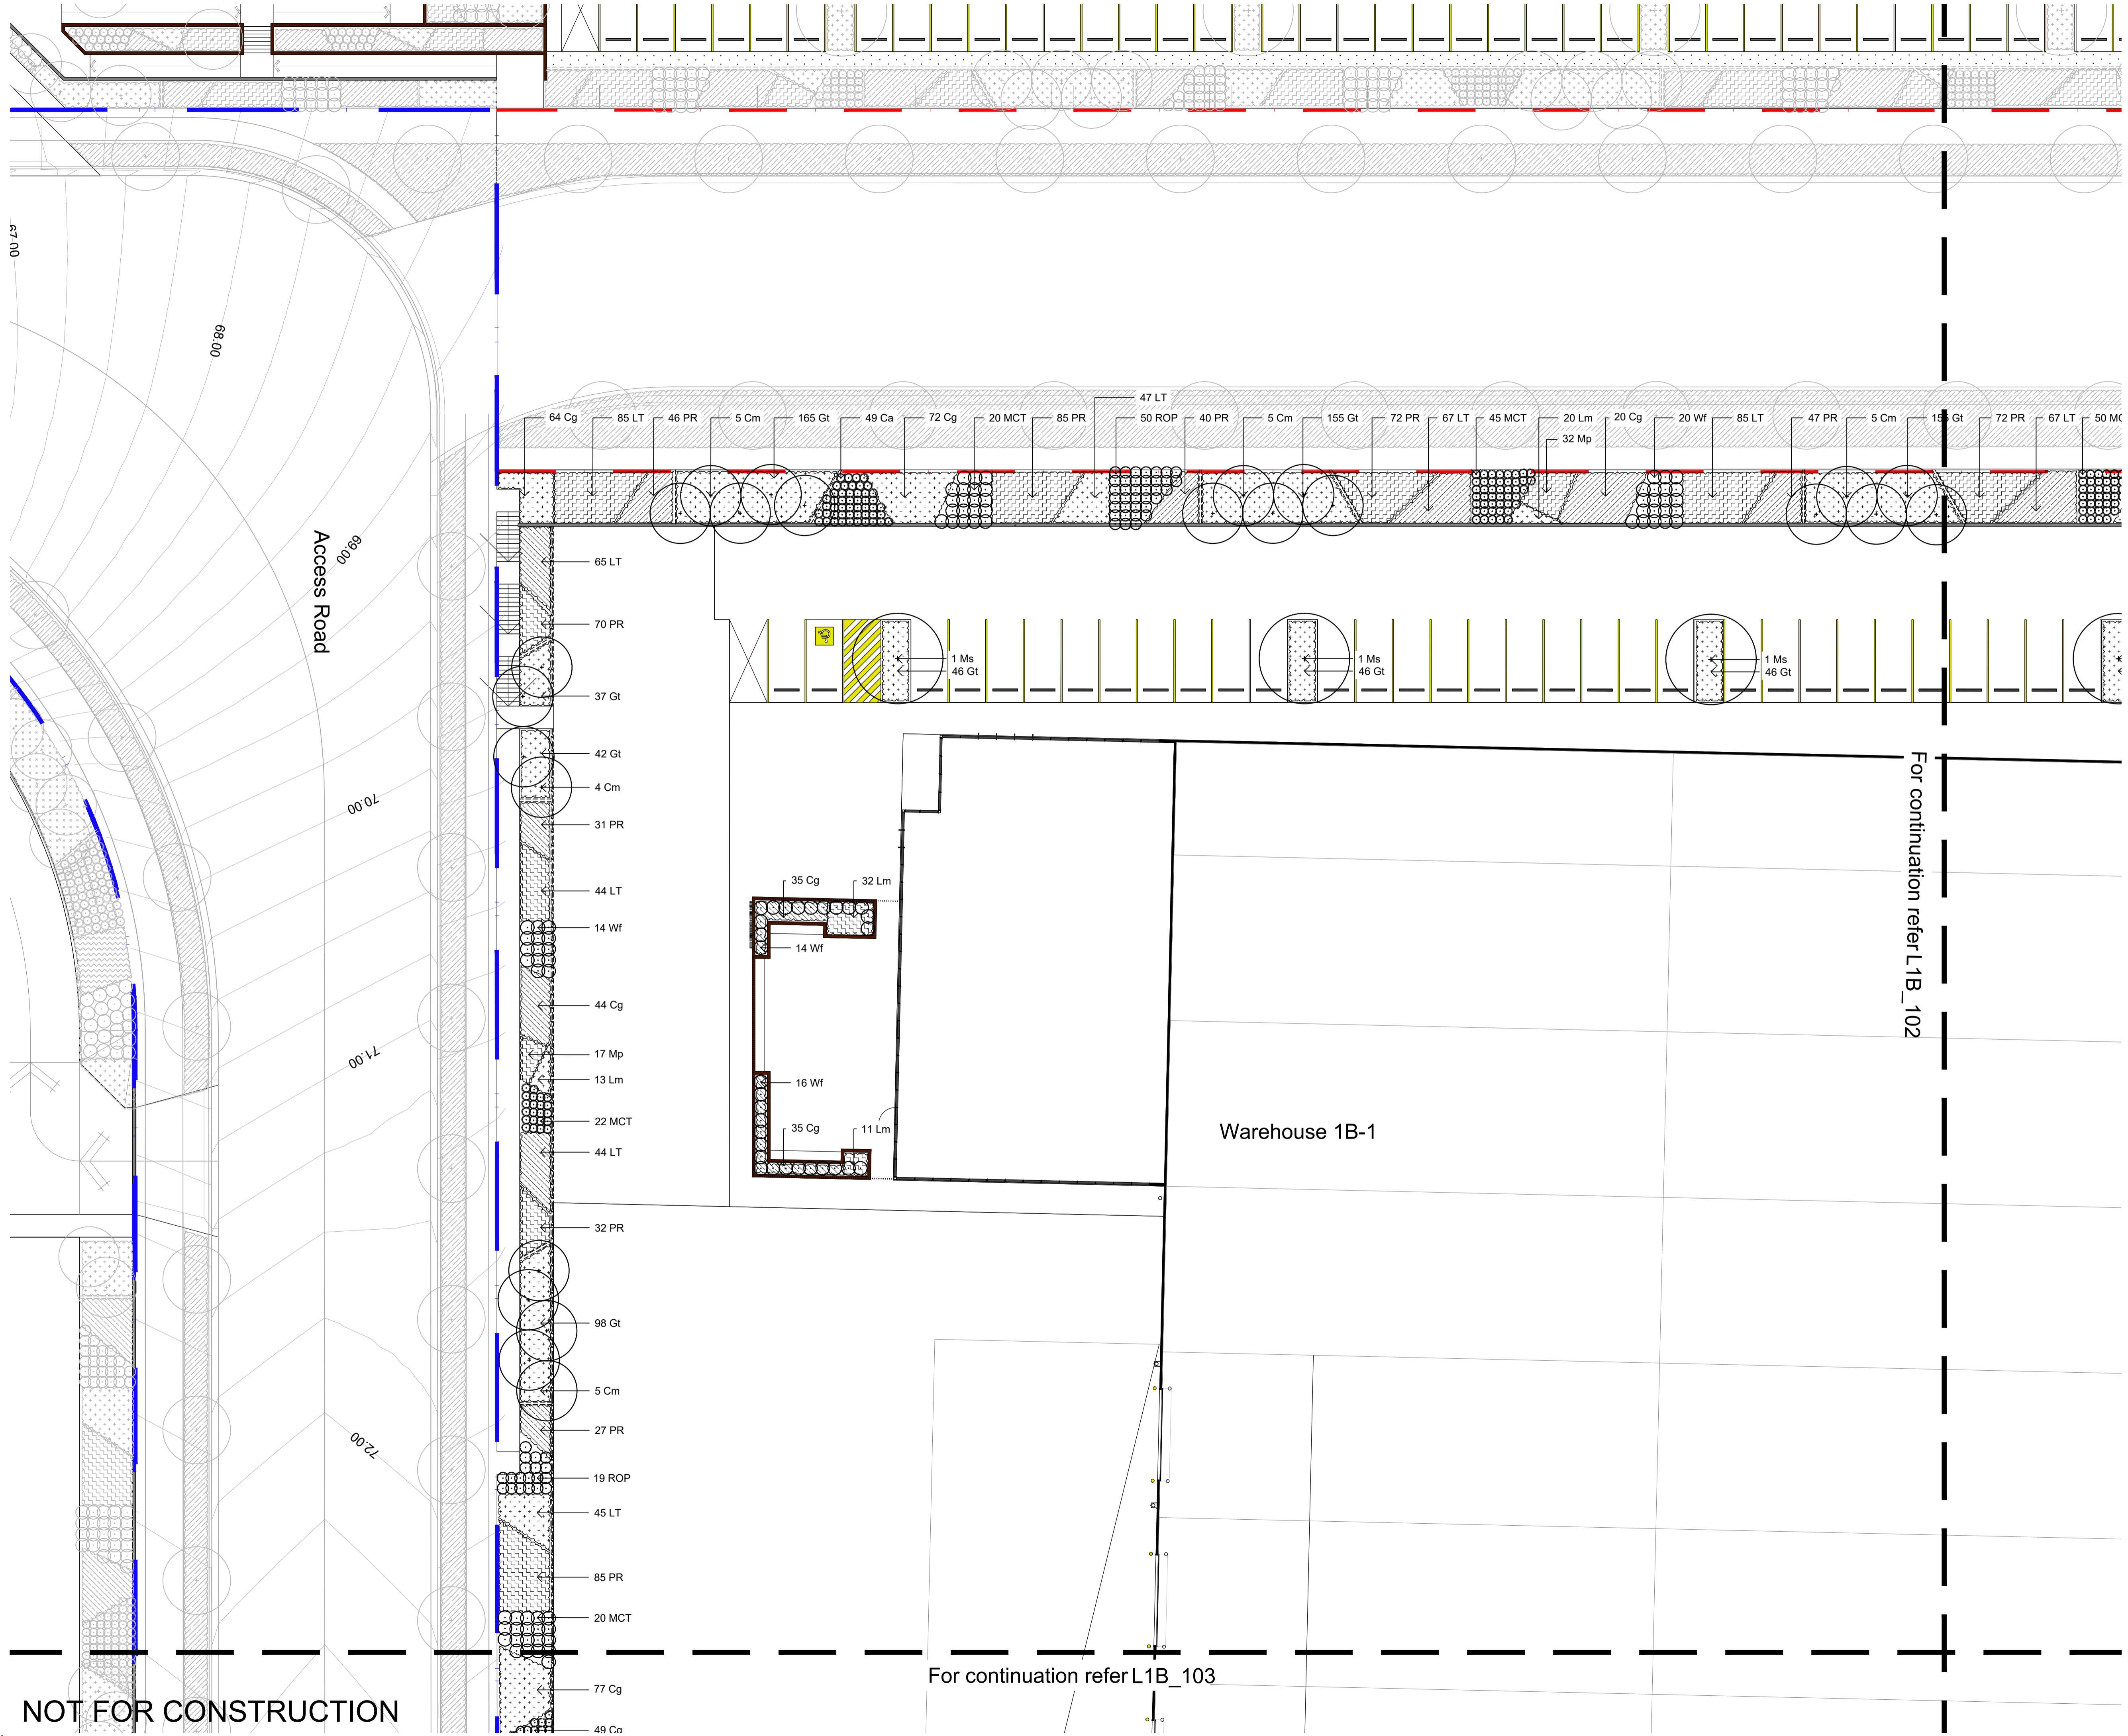 67.00
68.00
69.00
70.00
71.00
72.00
Access Road
47 LT
64 Cg
85 LT
46 PR
5 Cm
165 Gt
49 Ca
72 Cg
20 MCT
85 PR
50 ROP
40 PR
5 Cm
155 Gt
72 PR
67 LT
45 MCT
20 Lm
20 Cg
20 Wf
85 LT
47 PR
5 Cm
155 Gt
72 PR
67 LT
32 Mp
65 LT
70 PR
37 Gt
42 Gt
4 Cm
31 PR
44 LT
14 Wf
44 Cg
17 Mp
13 Lm
22 MCT
44 LT
32 PR
98 Gt
5 Cm
27 PR
19 ROP
45 LT
85 PR
20 MCT
77 Cg
49 Cg
1 Ms
46 Gt
1 Ms
46 Gt
1 Ms
46 Gt
35 Cg
32 Lm
14 Wf
16 Wf
35 Cg
11 Lm
Warehouse 1B-1
For continuation refer L1B_102
For continuation refer L1B_103
NOT FOR CONSTRUCTION